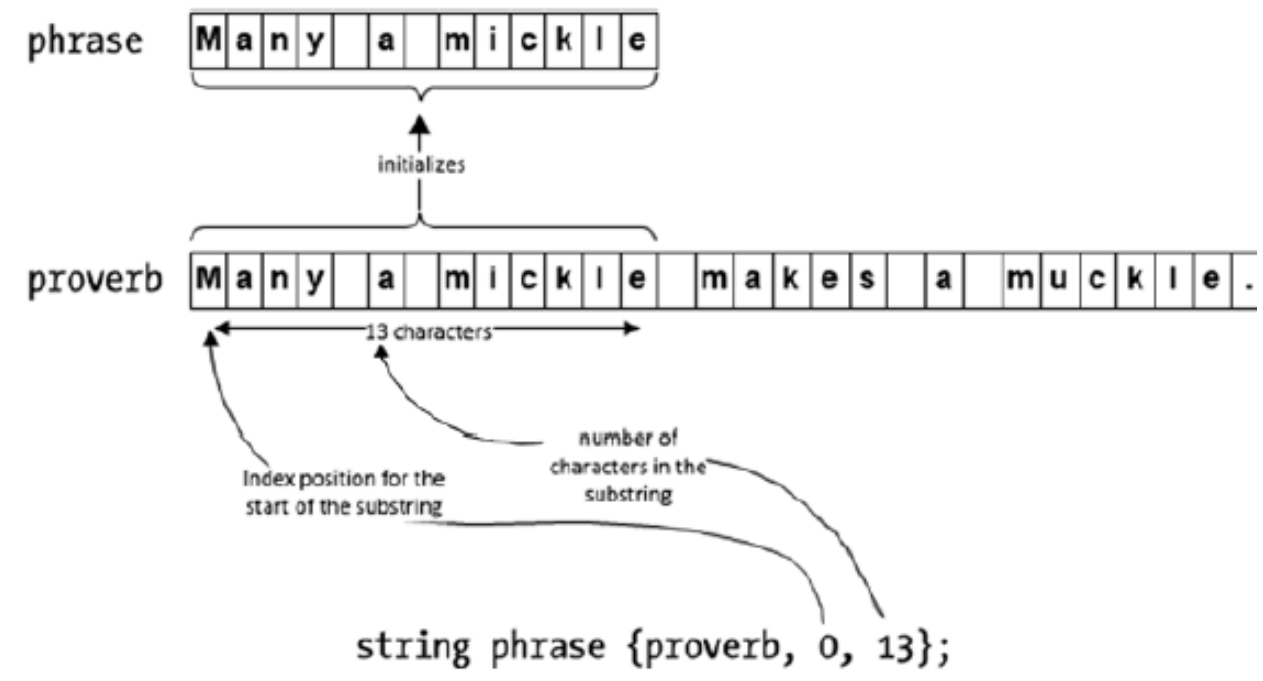 phrase Many a mickle
initializes
proverb Many a mickle makes a muckle.
13 characters
number of
characters in the
substring
Index position for the
start of the substring
string phrase {proverb, 0, 13};